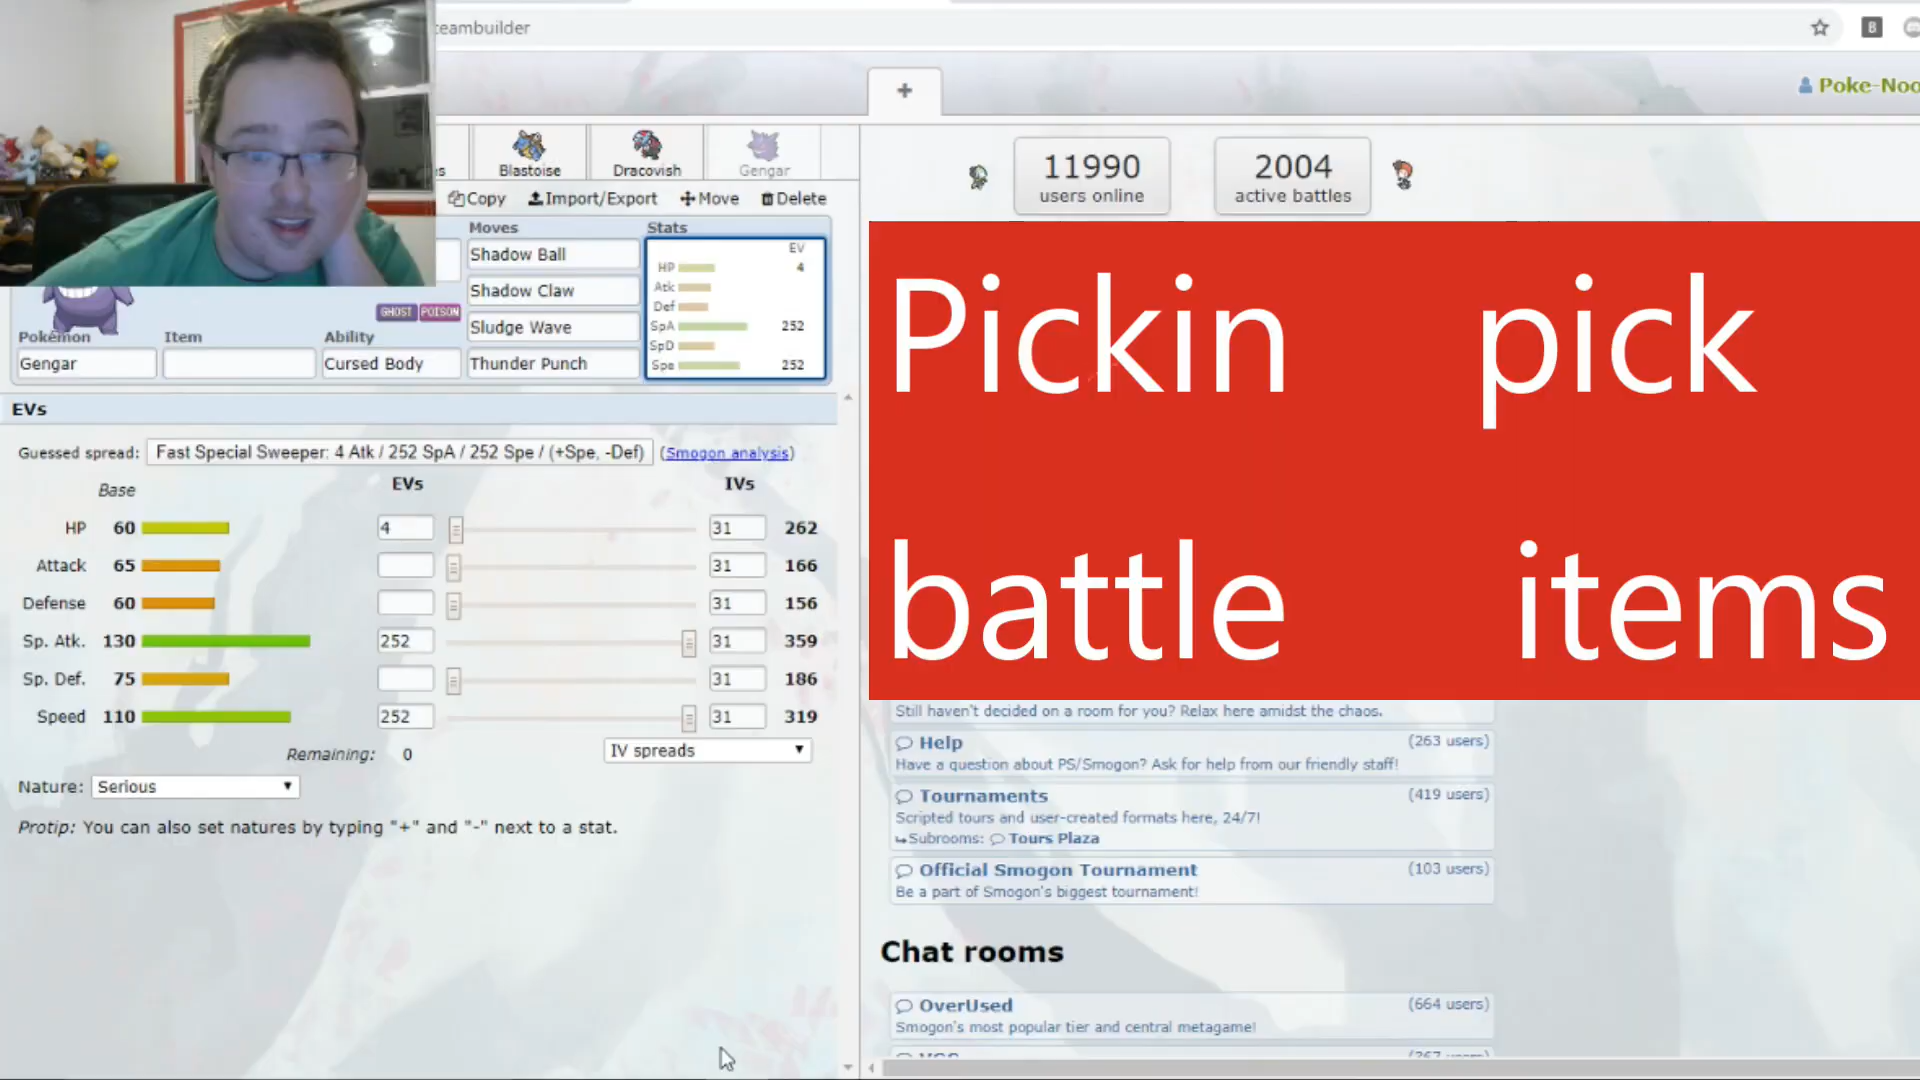 eambuilder
B
+
Poke-Noo
s
Blastoise
Dracovish
Gengar
11990
users online
2004
active battles
Copy
Import/Export
Move
Delete
Moves
Stats
Shadow Ball
Shadow Claw
Sludge Wave
Thunder Punch
EV
HP 4
Atk
Def
SpA 252
SpD
Spe 252
GHOST POISON
Pokémon
Item
Ability
Gengar
Cursed Body
Pickin pick
battle items
EVs
Guessed spread: Fast Special Sweeper: 4 Atk / 252 SpA / 252 Spe / (+Spe, -Def) (Smogon analysis)
Base EVs IVs
HP 60 4 31 262
Attack 65 31 166
Defense 60 31 156
Sp. Atk. 130 252 31 359
Sp. Def. 75 31 186
Speed 110 252 31 319
Remaining: 0
IV spreads
Nature: Serious
Protip: You can also set natures by typing "+" and "-" next to a stat.
Still haven't decided on a room for you? Relax here amidst the chaos.
Help (263 users)
Have a question about PS/Smogon? Ask for help from our friendly staff!
Tournaments (419 users)
Scripted tours and user-created formats here, 24/7!
Subrooms: Tours Plaza
Official Smogon Tournament (103 users)
Be a part of Smogon's biggest tournament!
Chat rooms
OverUsed (664 users)
Smogon's most popular tier and central metagame!